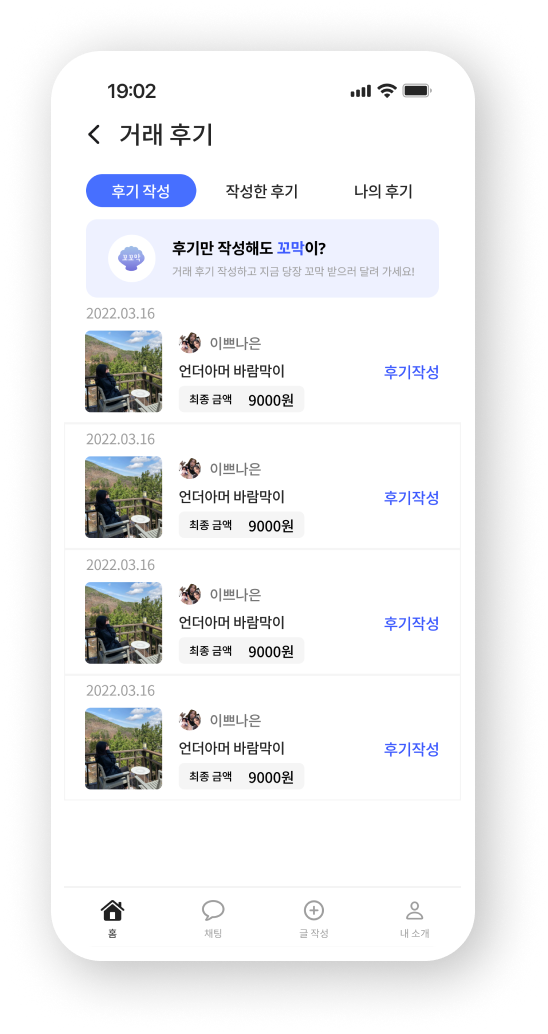 19:02
거래 후기
후기 작성
작성한 후기
나의 후기
꼬꼬막
후기만 작성해도 꼬막이?
거래 후기 작성하고 지금 당장 꼬막 받으러 달려 가세요!
2022.03.16
이쁘나은
언더아머 바람막이
후기작성
최종 금액 9000원
2022.03.16
이쁘나은
언더아머 바람막이
후기작성
최종 금액 9000원
2022.03.16
이쁘나은
언더아머 바람막이
후기작성
최종 금액 9000원
2022.03.16
이쁘나은
언더아머 바람막이
후기작성
최종 금액 9000원
홈
채팅
글 작성
내 소개